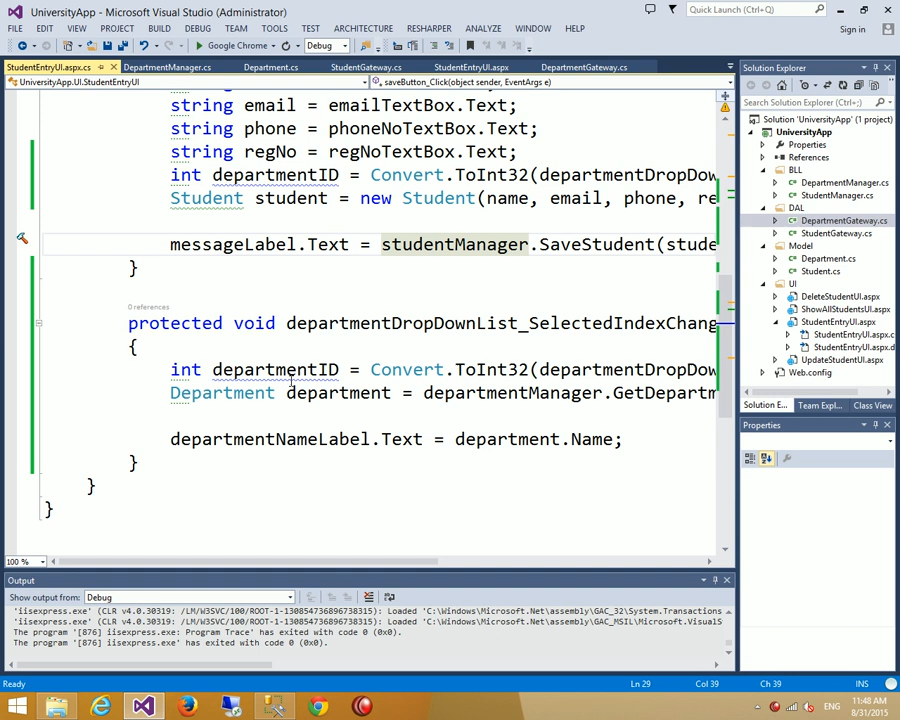 UniversityApp - Microsoft Visual Studio (Administrator)
Quick Launch (Ctrl+Q)
FILE EDIT VIEW PROJECT BUILD DEBUG TEAM TOOLS TEST ARCHITECTURE RESHARPER ANALYZE WINDOW HELP
Sign in
Google Chrome
Debug
StudentEntryUI.aspx.cs
DepartmentManager.cs
Department.cs
StudentGateway.cs
StudentEntryUI.aspx
DepartmentGateway.cs
UniversityApp.UI.StudentEntryUI
saveButton_Click(object sender, EventArgs e)
string email = emailTextBox.Text;
string phone = phoneNoTextBox.Text;
string regNo = regNoTextBox.Text;
int departmentID = Convert.ToInt32(departmentDropDow
Student student = new Student(name, email, phone, re
messageLabel.Text = studentManager.SaveStudent(stude
}
0 references
protected void departmentDropDownList_SelectedIndexChang
{
int departmentID = Convert.ToInt32(departmentDropDow
Department department = departmentManager.GetDepartm
departmentNameLabel.Text = department.Name;
}
}
}
100 %
Output
Show output from: Debug
'iisexpress.exe' (CLR v4.0.30319: /LM/W3SVC/100/ROOT-1-130854736896738315): Loaded 'C:\Windows\Microsoft.Net\assembly\GAC_32\System.Transactions
'iisexpress.exe' (CLR v4.0.30319: /LM/W3SVC/100/ROOT-1-130854736896738315): Loaded 'C:\Windows\Microsoft.Net\assembly\GAC_MSIL\Microsoft.VisualS
The program '[876] iisexpress.exe: Program Trace' has exited with code 0 (0x0).
The program '[876] iisexpress.exe' has exited with code 0 (0x0).
Solution Explorer
Search Solution Explorer (Ctrl+;)
Solution 'UniversityApp' (1 project)
UniversityApp
Properties
References
BLL
DepartmentManager.cs
StudentManager.cs
DAL
DepartmentGateway.cs
StudentGateway.cs
Model
Department.cs
Student.cs
UI
DeleteStudentUI.aspx
ShowAllStudentsUI.aspx
StudentEntryUI.aspx
StudentEntryUI.aspx.c
StudentEntryUI.aspx.d
UpdateStudentUI.aspx
Web.config
Solution E...
Team Expl...
Class View
Properties
Ready
Ln 29
Col 39
Ch 39
INS
ENG
11:48 AM
8/31/2015